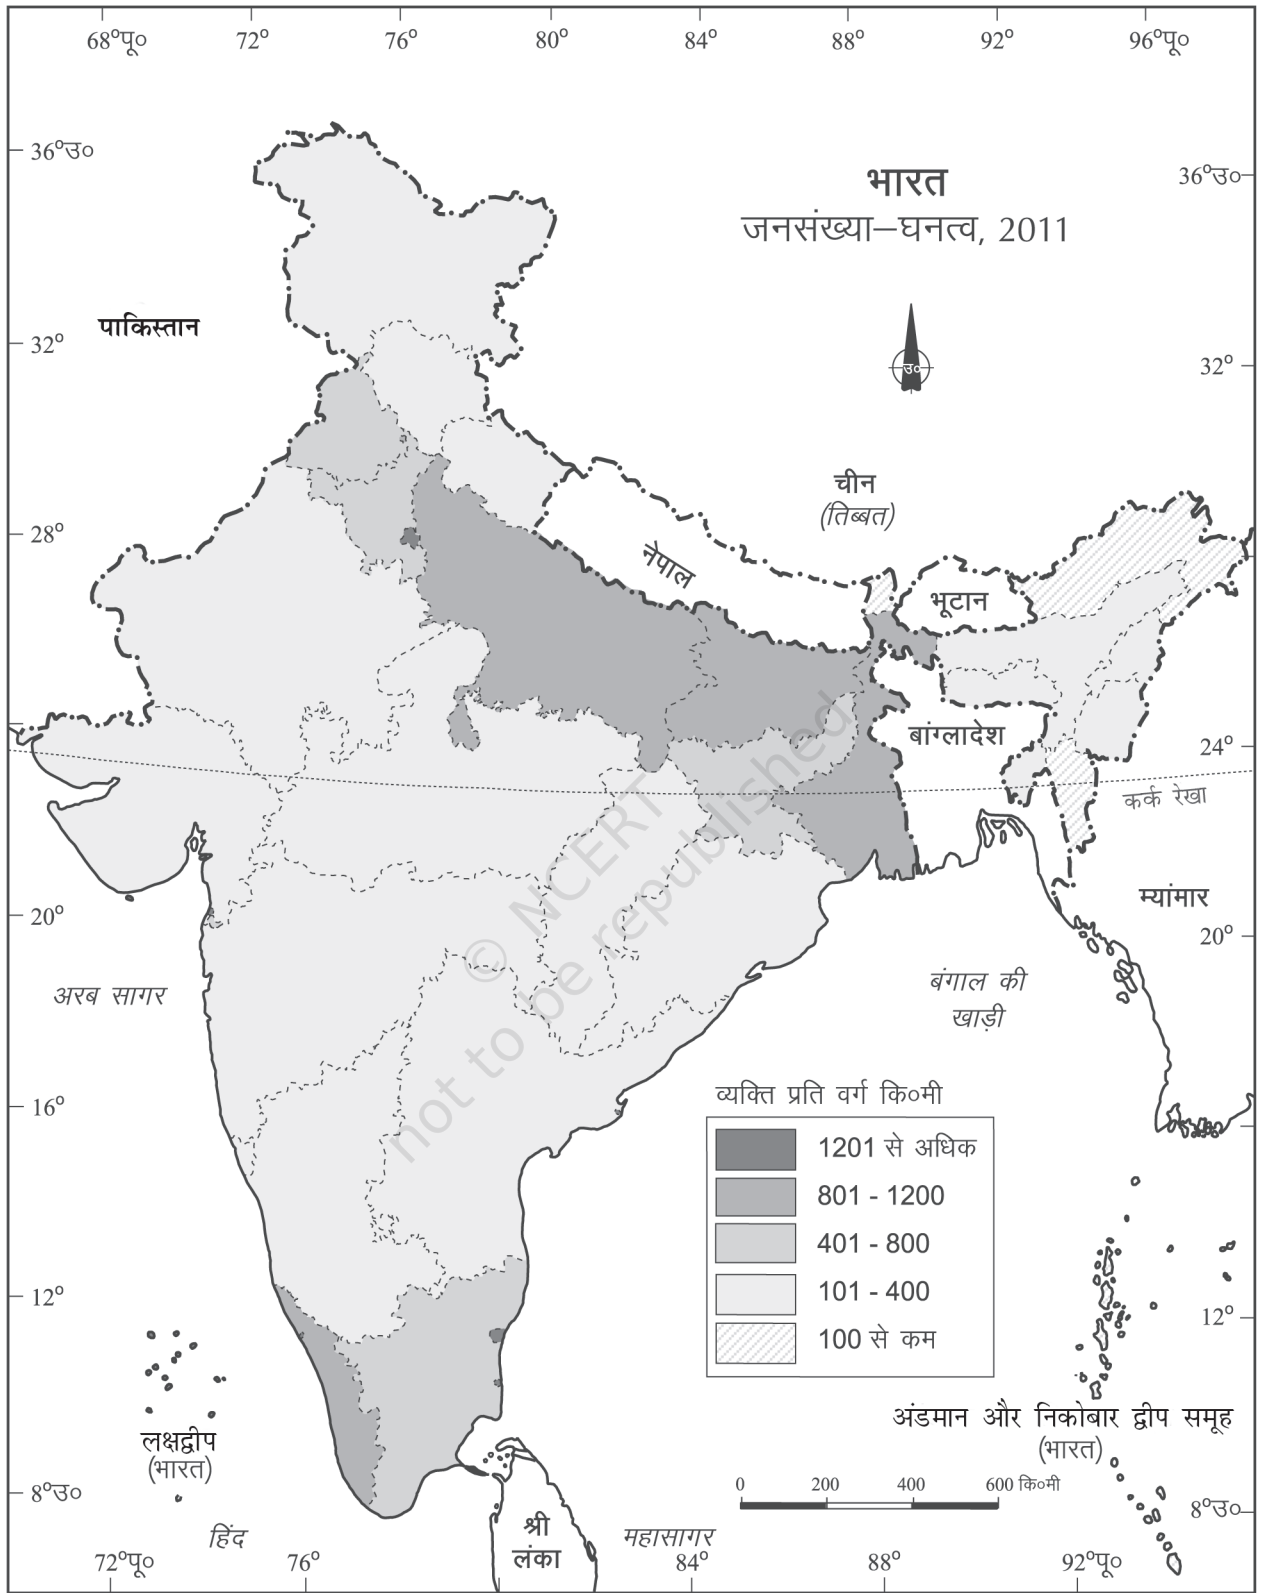 68°पू० 72° 76° 80° 84° 88° 92° 96°पू०
36°उ०
36°उ०
भारत
जनसंख्या–घनत्व, 2011
पाकिस्तान
32°
उ०
32°
चीन
(तिब्बत)
28°
नेपाल
भूटान
बांग्लादेश
24°
कर्क रेखा
© NCERT
not to be republished
म्यांमार
20°
20°
अरब सागर
बंगाल की
खाड़ी
16°
व्यक्ति प्रति वर्ग कि०मी
1201 से अधिक
801 - 1200
401 - 800
101 - 400
100 से कम
12°
12°
अंडमान और निकोबार द्वीप समूह
(भारत)
लक्षद्वीप
(भारत)
0 200 400 600 कि०मी
8°उ०
8°उ०
हिंद
महासागर
श्री
लंका
72°पू० 76° 84° 88° 92°पू०